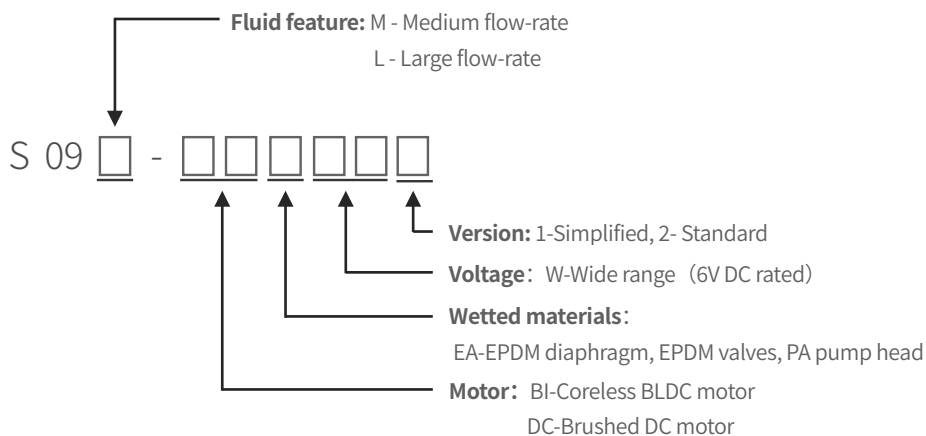 Fluid feature: M - Medium flow-rate
L - Large flow-rate
S 09 □ - □□□□□□
Version: 1-Simplified, 2- Standard
Voltage： W-Wide range（6V DC rated）
Wetted materials：
EA-EPDM diaphragm, EPDM valves, PA pump head
Motor： BI-Coreless BLDC motor
DC-Brushed DC motor